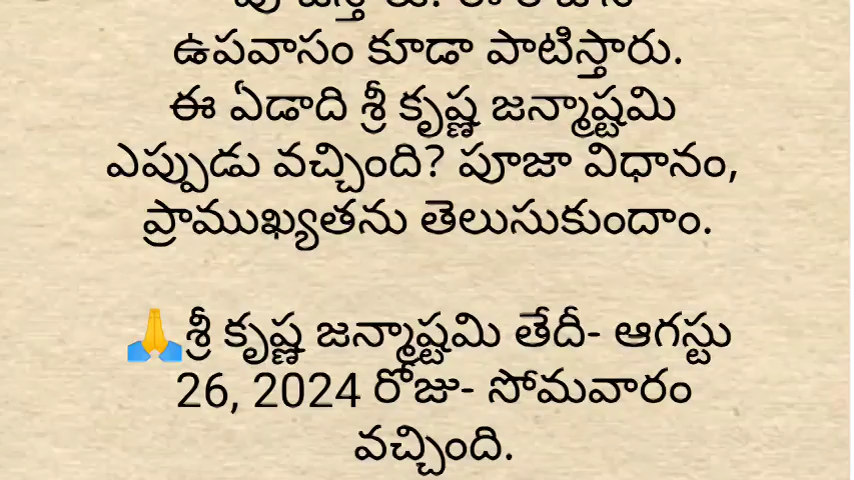 ఉపవాసం కూడా పాటిస్తారు.
ఈ ఏడాది శ్రీ కృష్ణ జన్మాష్టమి
ఎప్పుడు వచ్చింది? పూజా విధానం,
ప్రాముఖ్యతను తెలుసుకుందాం.
🙏శ్రీ కృష్ణ జన్మాష్టమి తేదీ- ఆగస్టు
26, 2024 రోజు- సోమవారం
వచ్చింది.